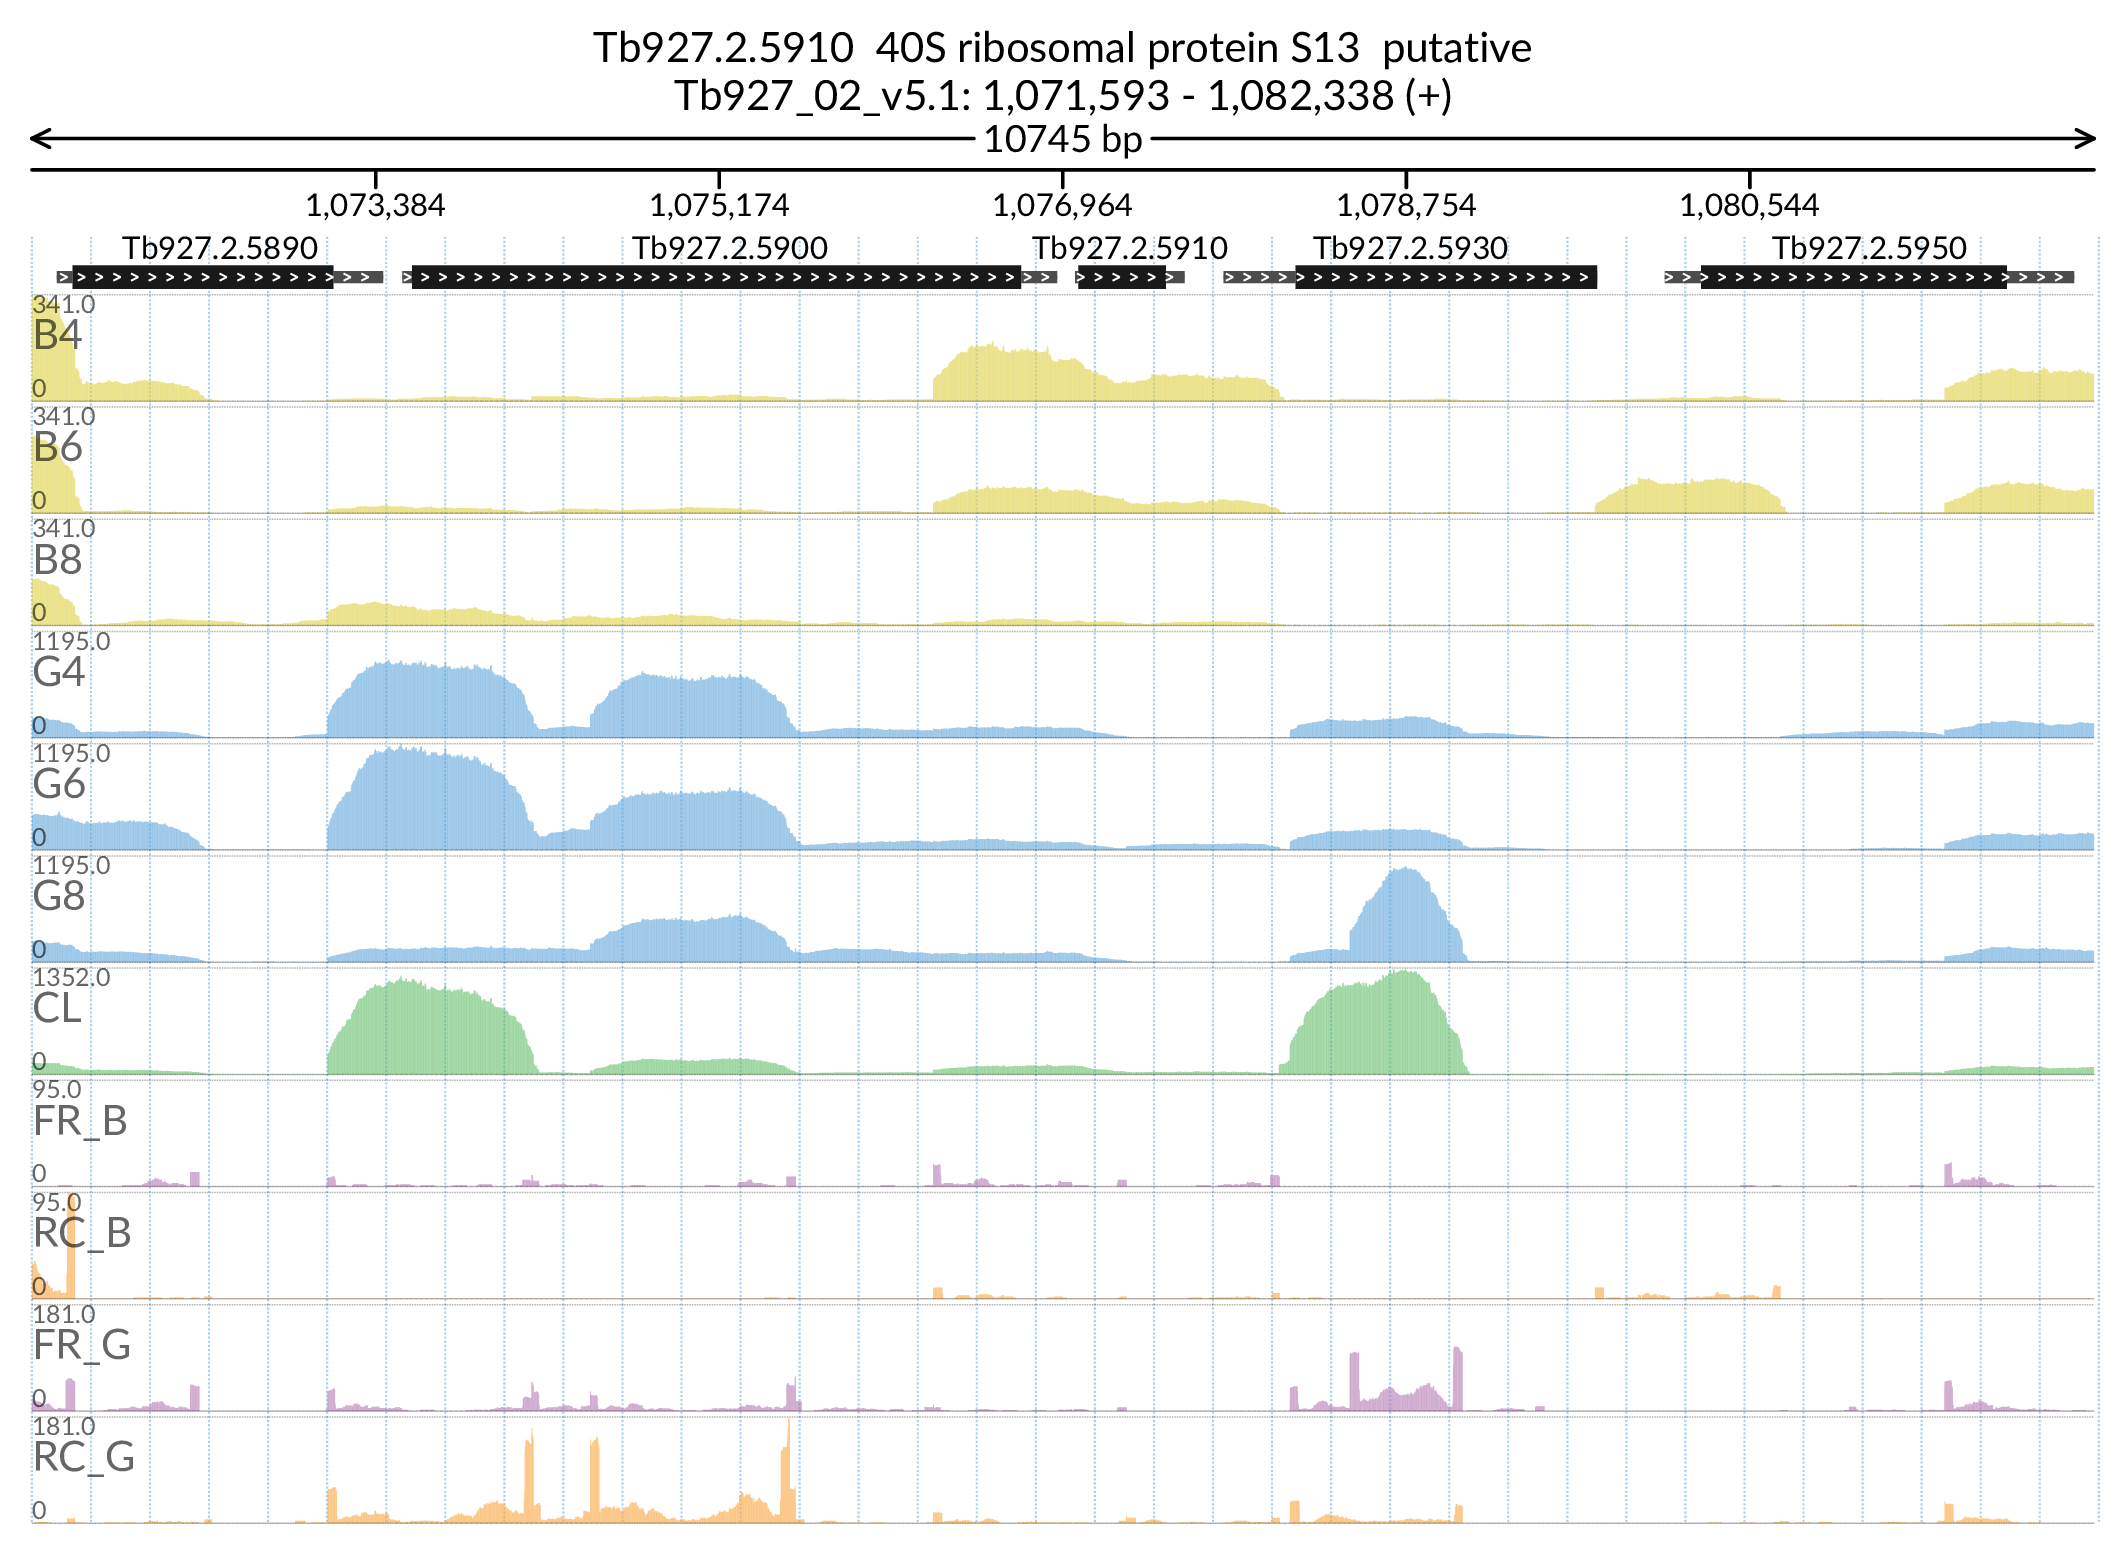 Tb927.2.5910  40S ribosomal protein S13  putative
Tb927_02_v5.1: 1,071,593 - 1,082,338 (+)
10745 bp
1,073,384 1,075,174 1,076,964 1,078,754 1,080,544
Tb927.2.5890 Tb927.2.5900 Tb927.2.5910 Tb927.2.5930 Tb927.2.5950
341.0
B4
0
341.0
B6
0
341.0
B8
0
1195.0
G4
0
1195.0
G6
0
1195.0
G8
0
1352.0
CL
0
95.0
FR_B
0
95.0
RC_B
0
181.0
FR_G
0
181.0
RC_G
0